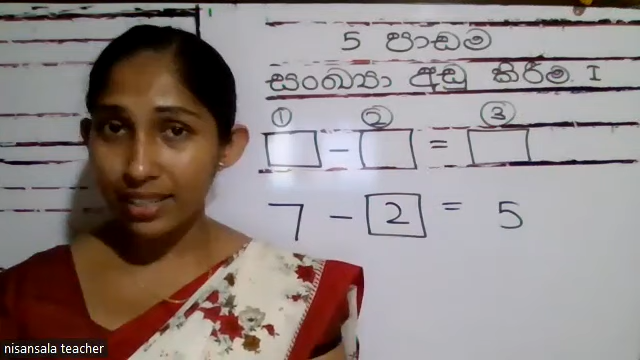 5 පාඩම
සංඛ්‍යා අඩු කිරීම I
① ② ③
□ - □ = □
7 - 2 = 5
nisansala teacher